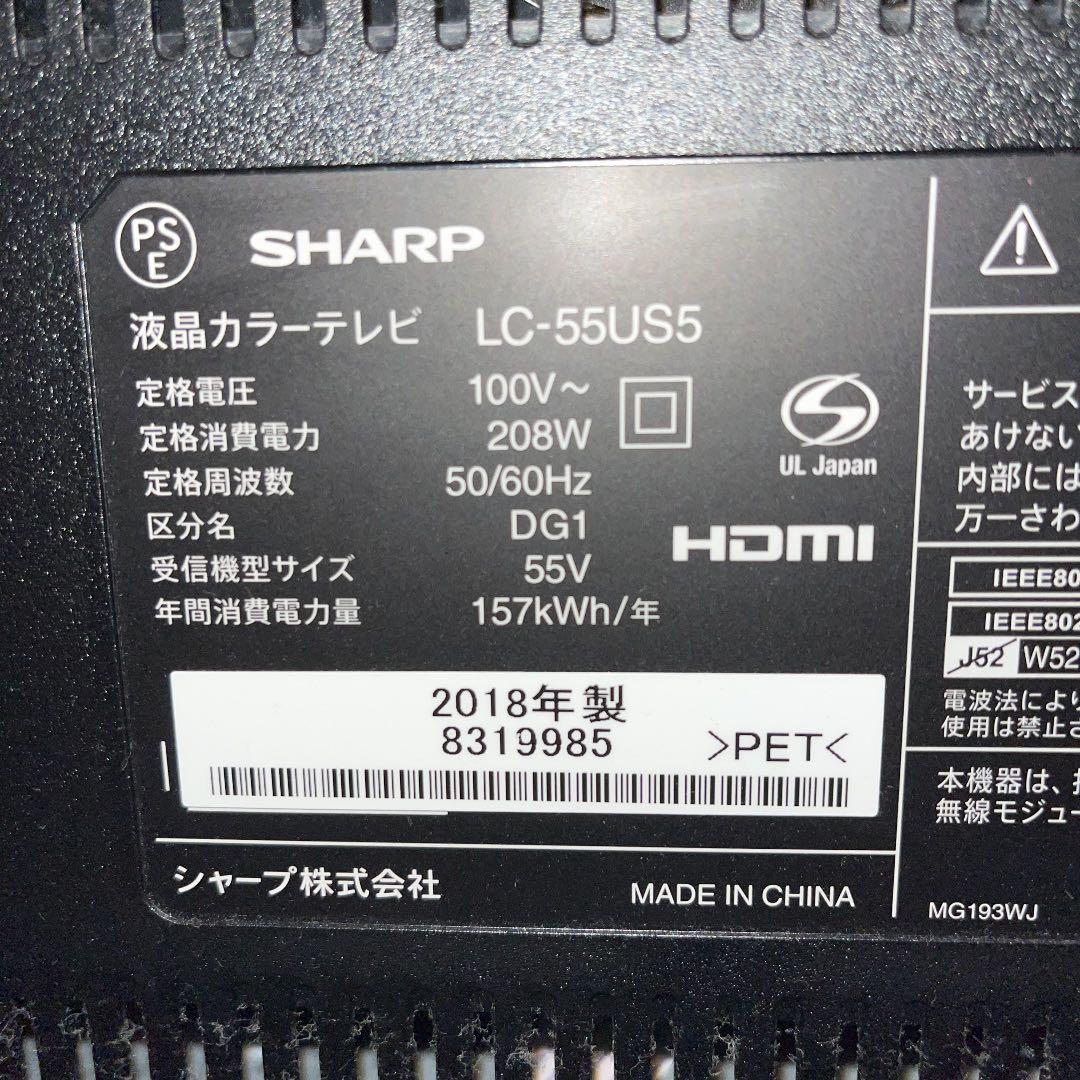 PS
E
SHARP
液晶カラーテレビ LC-55US5
定格電圧 100V～
定格消費電力 208W
定格周波数 50/60Hz
区分名 DG1
受信機型サイズ 55V
年間消費電力量 157kWh/年
UL Japan
HDMI
2018年製
8319985
>PET<
シャープ株式会社
MADE IN CHINA
サービス
あけない
内部には
万一さわ
IEEE80
IEEE802
J52 W52
電波法により
使用は禁止さ
本機器は、
無線モジュー
MG193WJ